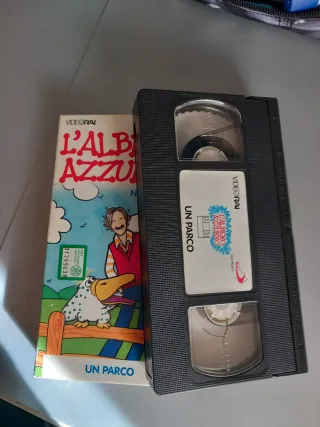 VIDEORAI
L'ALB
AZZU
N
UN PARCO
VIDEORAI
UN PARCO